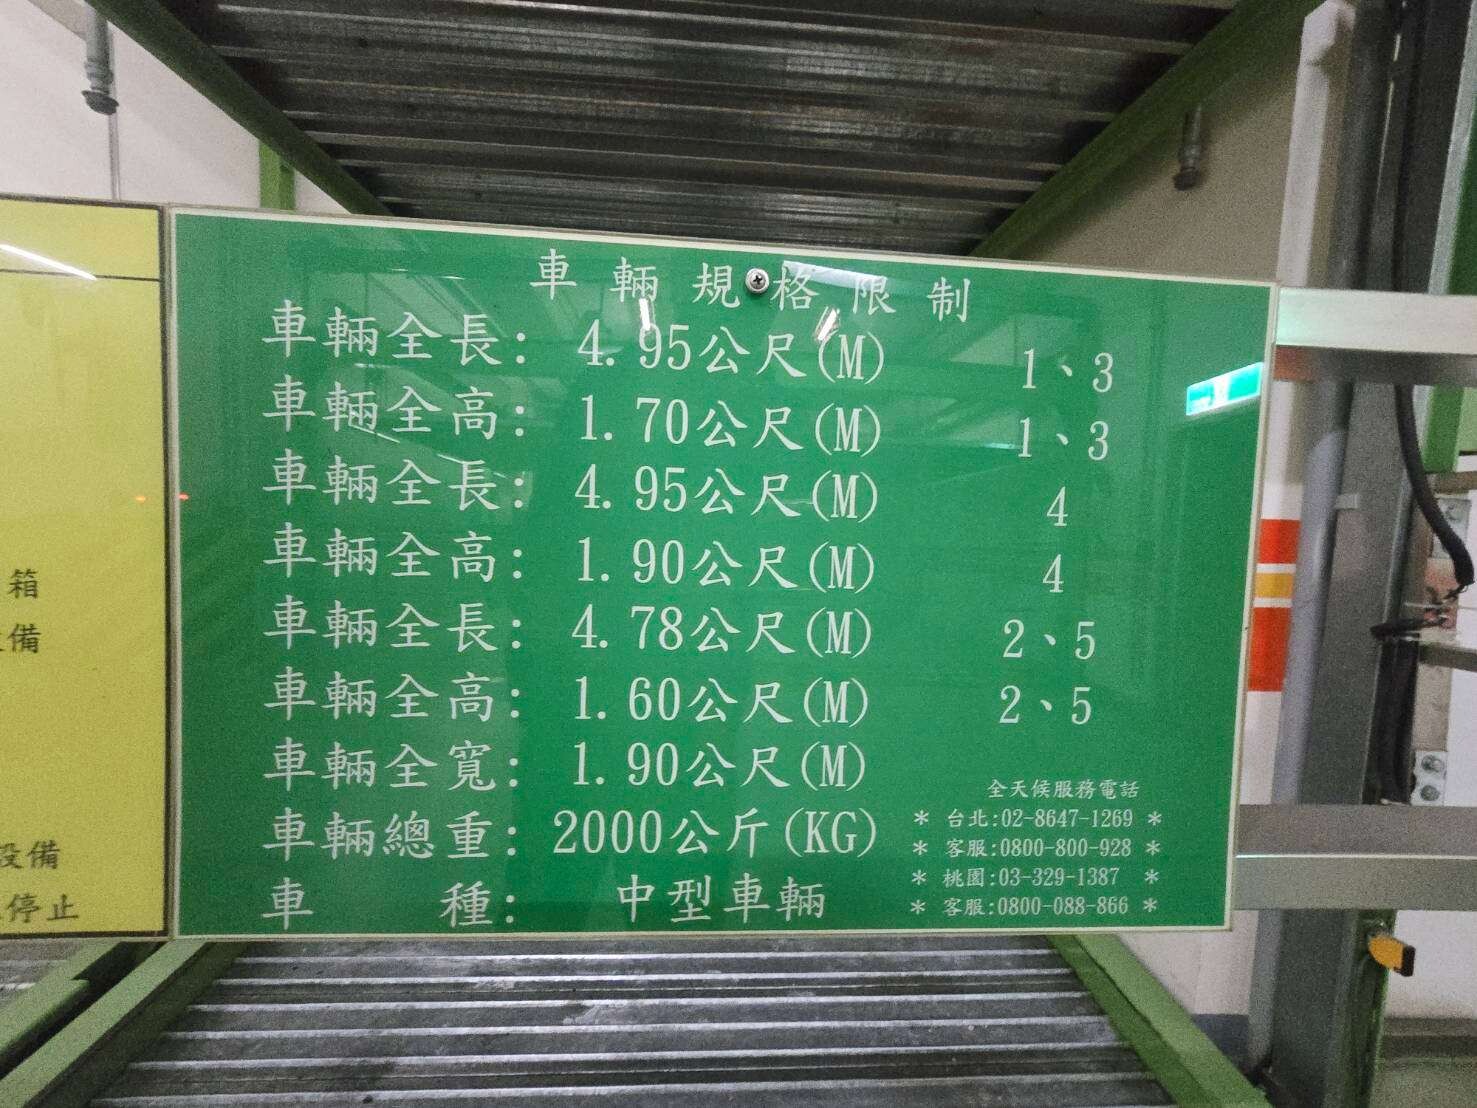 車輛規格限制
車輛全長: 4.95公尺(M) 1、3
車輛全高: 1.70公尺(M) 1、3
車輛全長: 4.95公尺(M) 4
車輛全高: 1.90公尺(M) 4
車輛全長: 4.78公尺(M) 2、5
車輛全高: 1.60公尺(M) 2、5
車輛全寬: 1.90公尺(M)
車輛總重: 2000公斤(KG)
車種: 中型車輛
全天候服務電話
* 台北:02-8647-1269 *
* 客服:0800-800-928 *
* 桃園:03-329-1387 *
* 客服:0800-088-866 *
箱
備
設備
停止